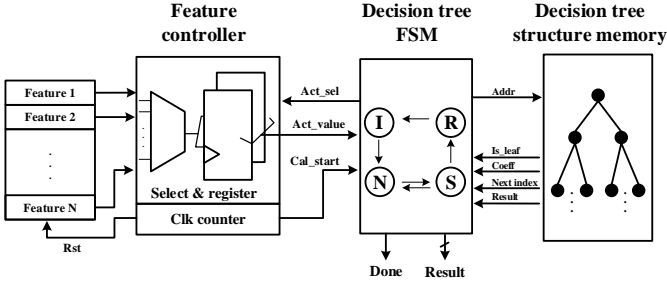 Feature
controller
Decision tree
FSM
Decision tree
structure memory
Feature 1
Feature 2
Feature N
Rst
Select & register
Clk counter
Act_sel
Act_value
Cal_start
I
R
N
S
Addr
Is_leaf
Coeff
Next index
Result
Done
Result